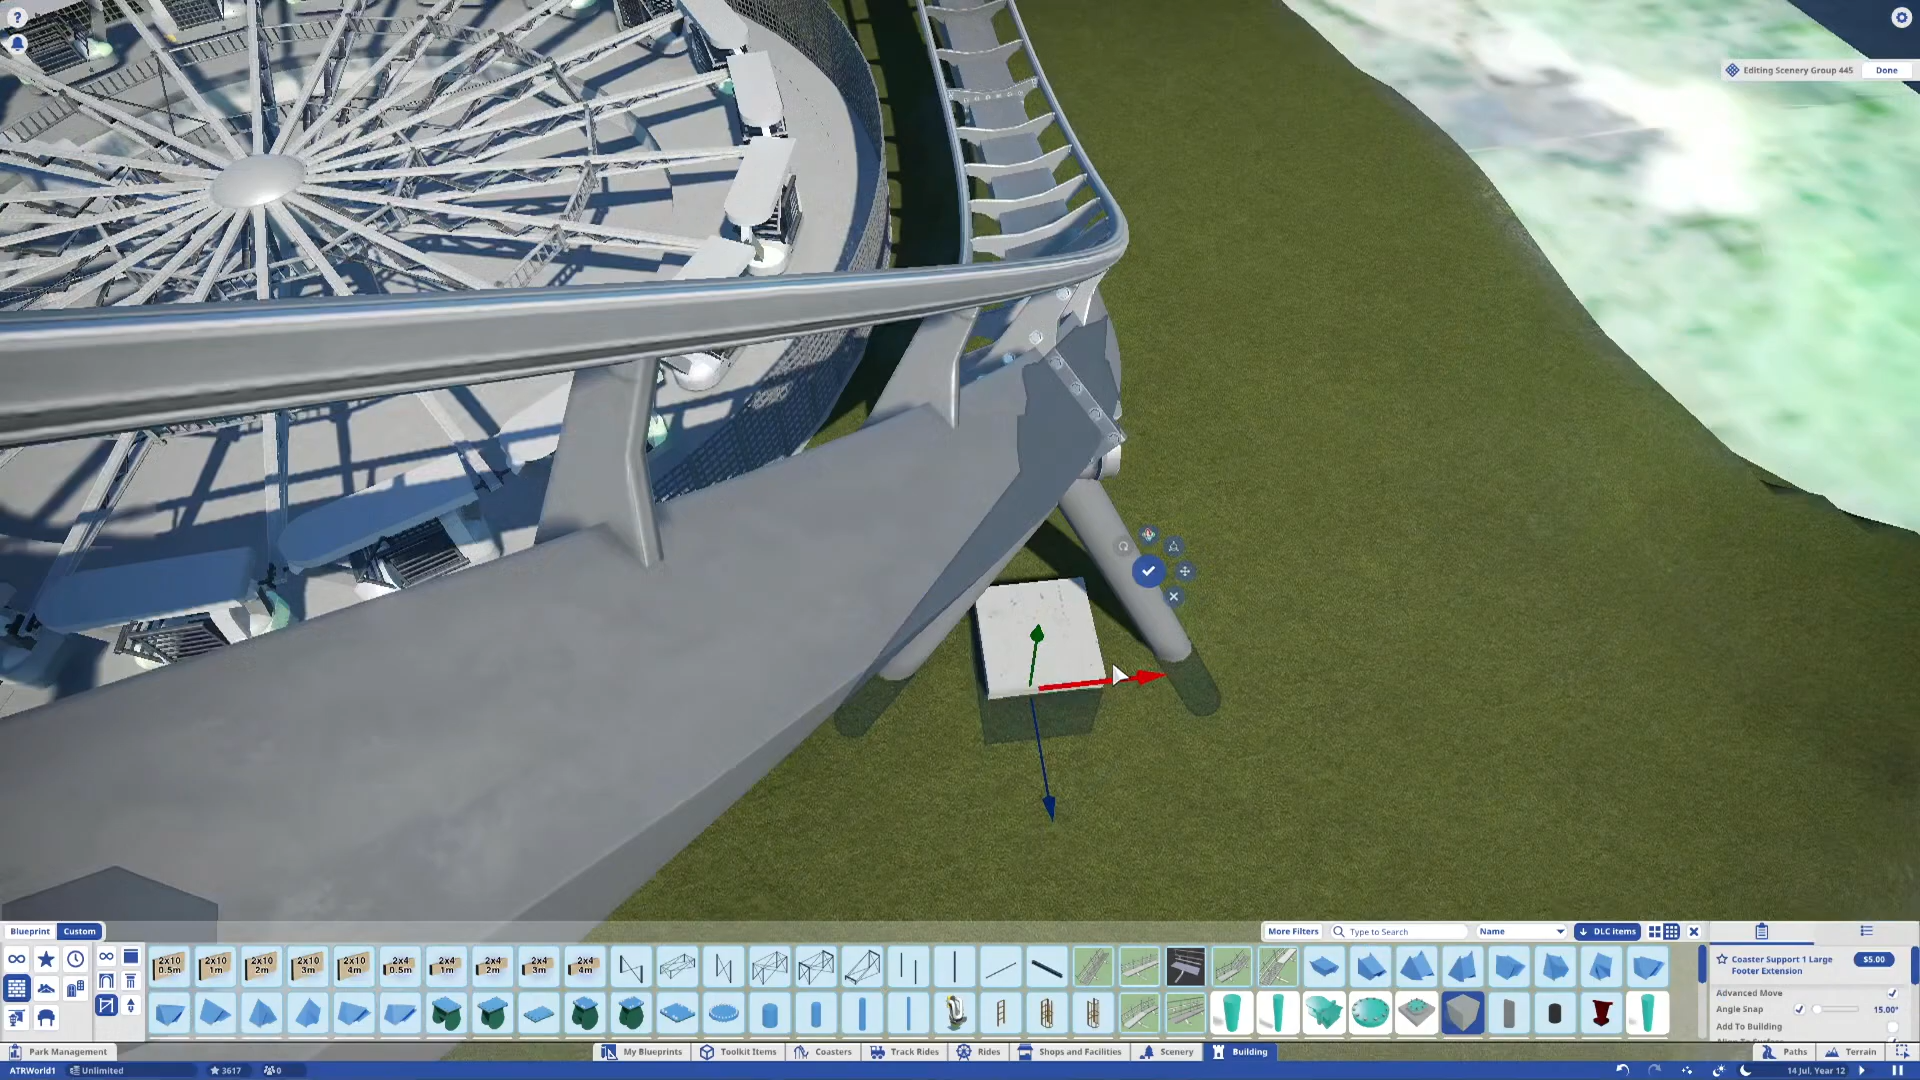 ?
Editing Scenery Group 445 Done
Blueprint Custom
More Filters Type to Search Name DLC Items
2x10 0.5m 2x10 1m 2x10 2m 2x10 3m 2x10 4m 2x4 0.5m 2x4 1m 2x4 2m 2x4 3m 2x4 4m
Coaster Support 1 Large Footer Extension $5.00
Advanced Move
Angle Snap 15.00°
Add To Building
Park Management My Blueprints Toolkit Items Coasters Track Rides Rides Shops and Facilities Scenery Building Paths Terrain
ATRWorld1 Unlimited 3617 0 14 Jul, Year 12